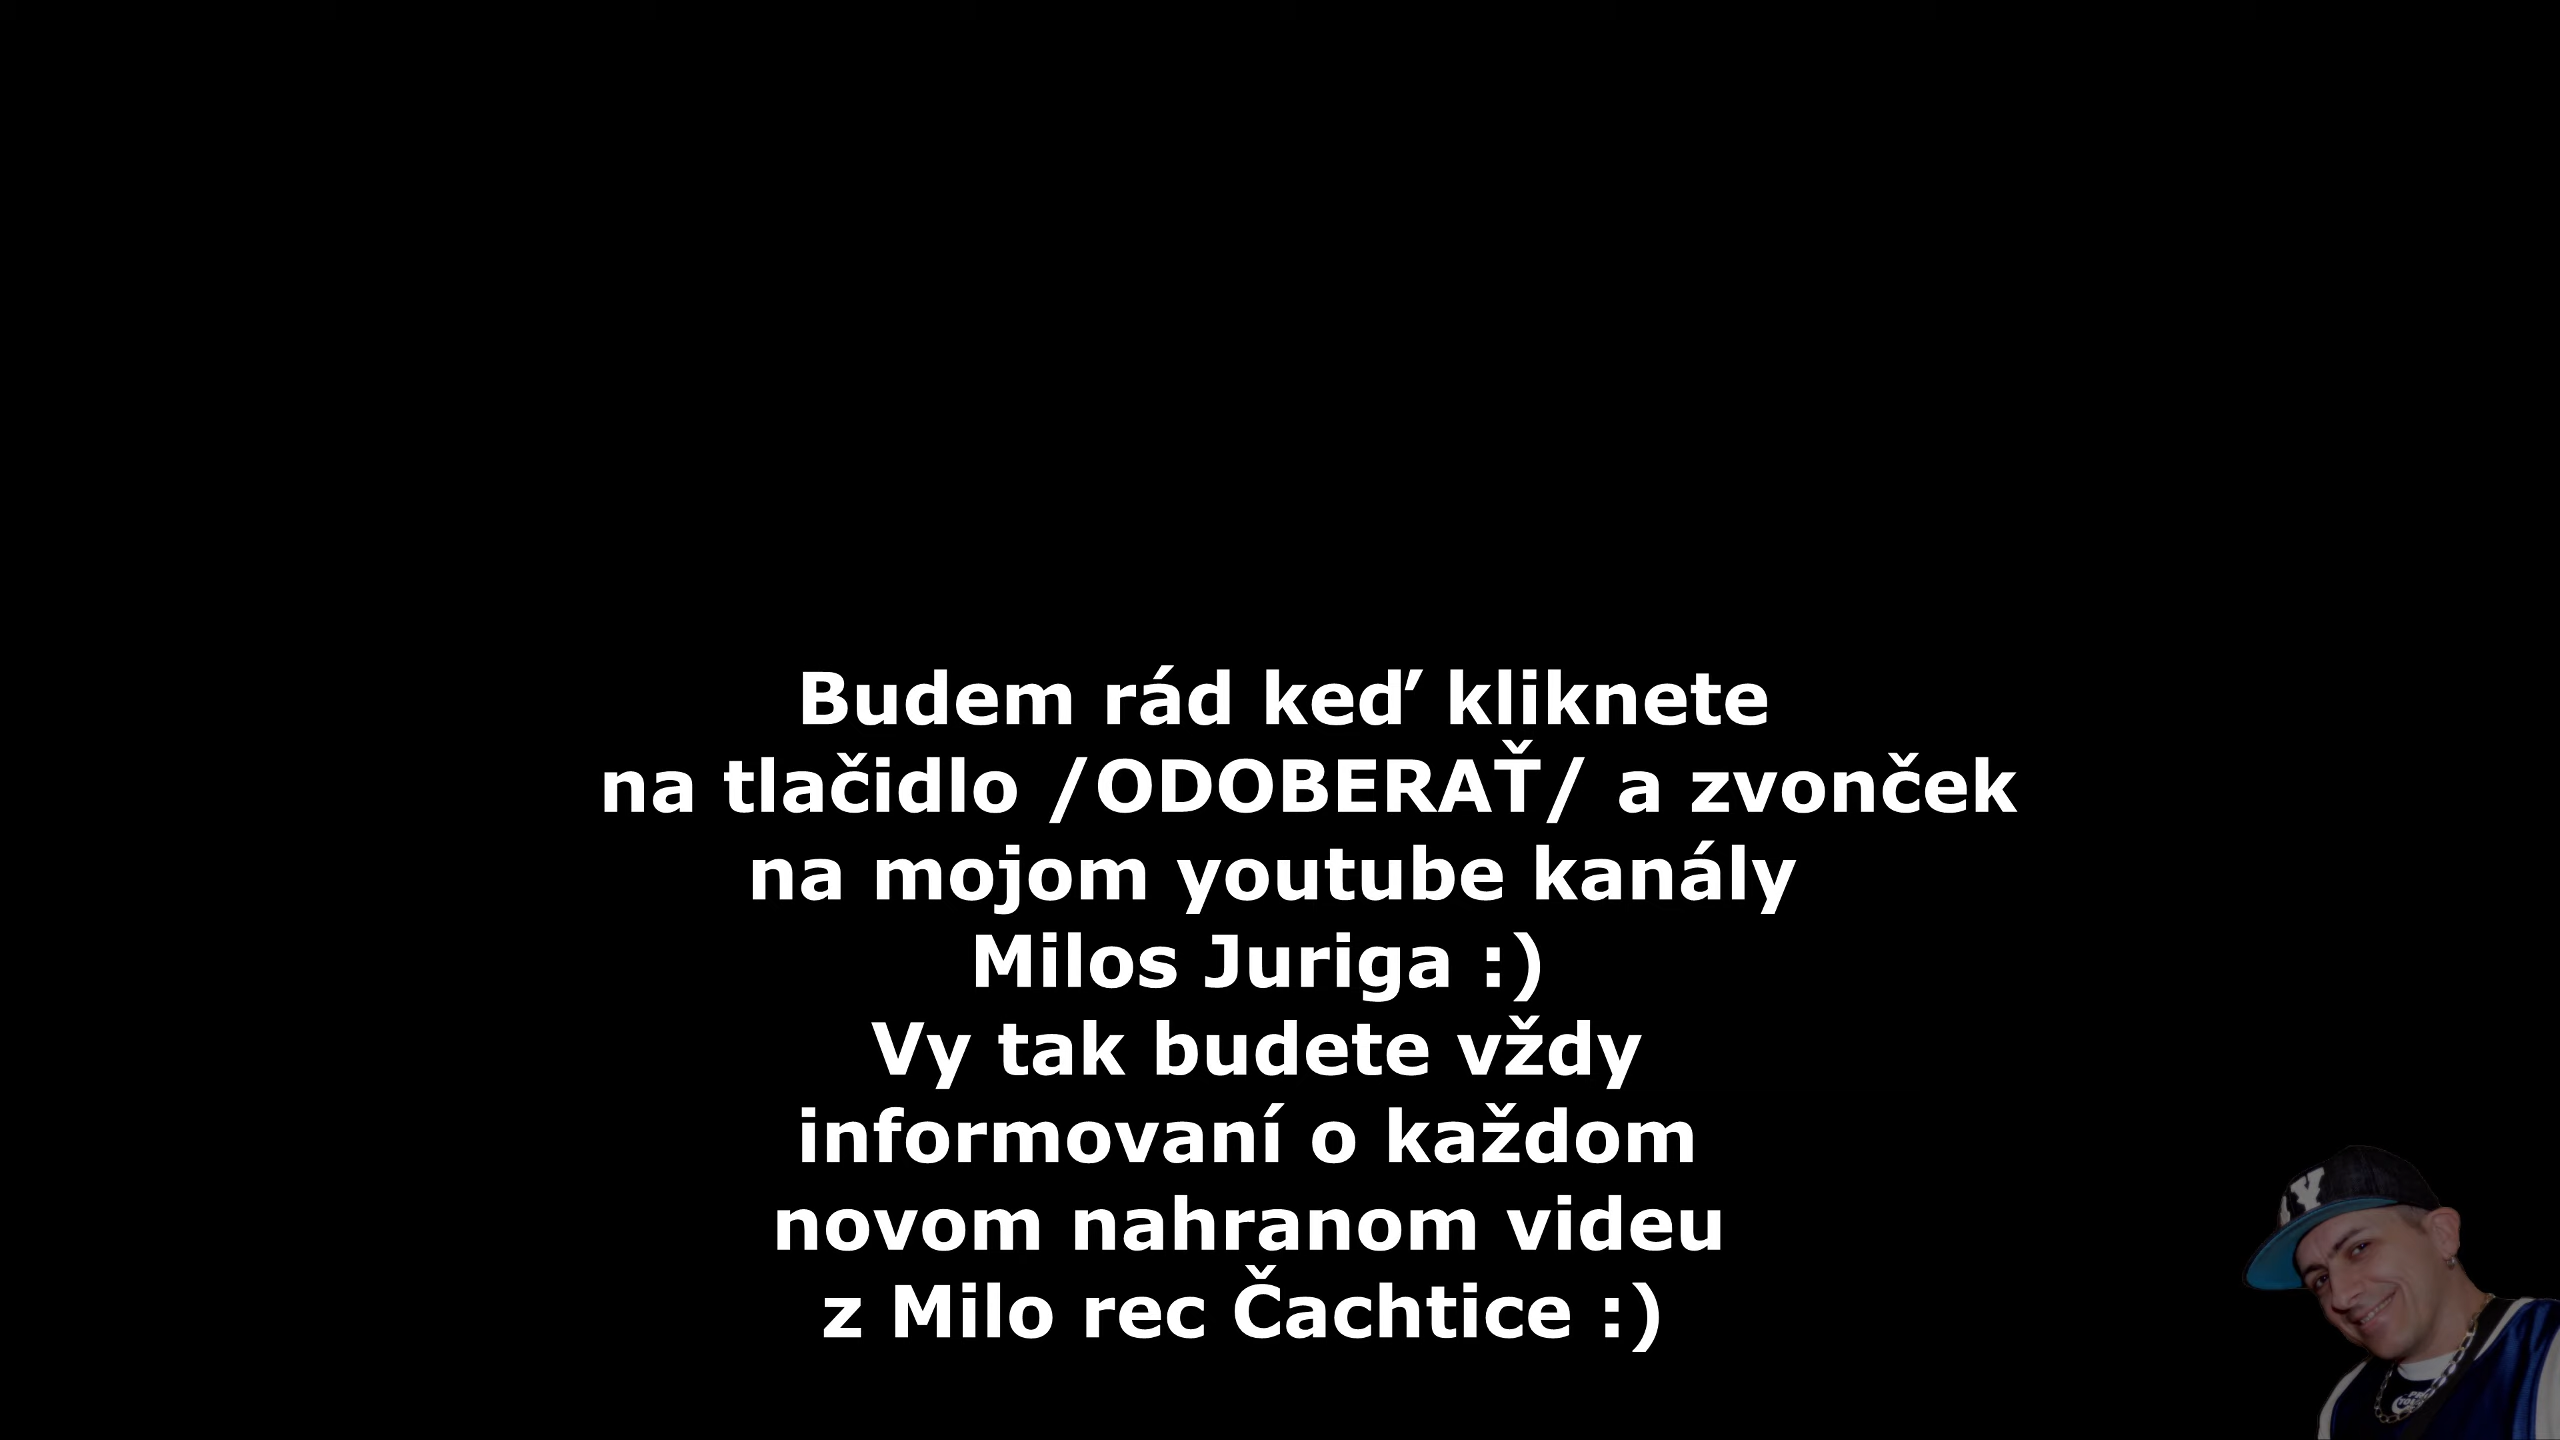 Budem rád keď kliknete
na tlačidlo /ODOBERAŤ/ a zvonček
na mojom youtube kanály
Milos Juriga :)
Vy tak budete vždy
informovaní o každom
novom nahranom videu
z Milo rec Čachtice :)